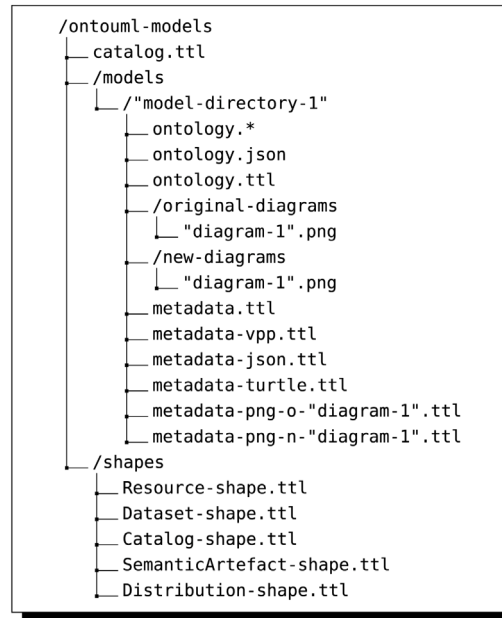 /ontouml-models
catalog.ttl
/models
/"model-directory-1"
ontology.*
ontology.json
ontology.ttl
/original-diagrams
"diagram-1".png
/new-diagrams
"diagram-1".png
metadata.ttl
metadata-vpp.ttl
metadata-json.ttl
metadata-turtle.ttl
metadata-png-o-"diagram-1".ttl
metadata-png-n-"diagram-1".ttl
/shapes
Resource-shape.ttl
Dataset-shape.ttl
Catalog-shape.ttl
SemanticArtefact-shape.ttl
Distribution-shape.ttl